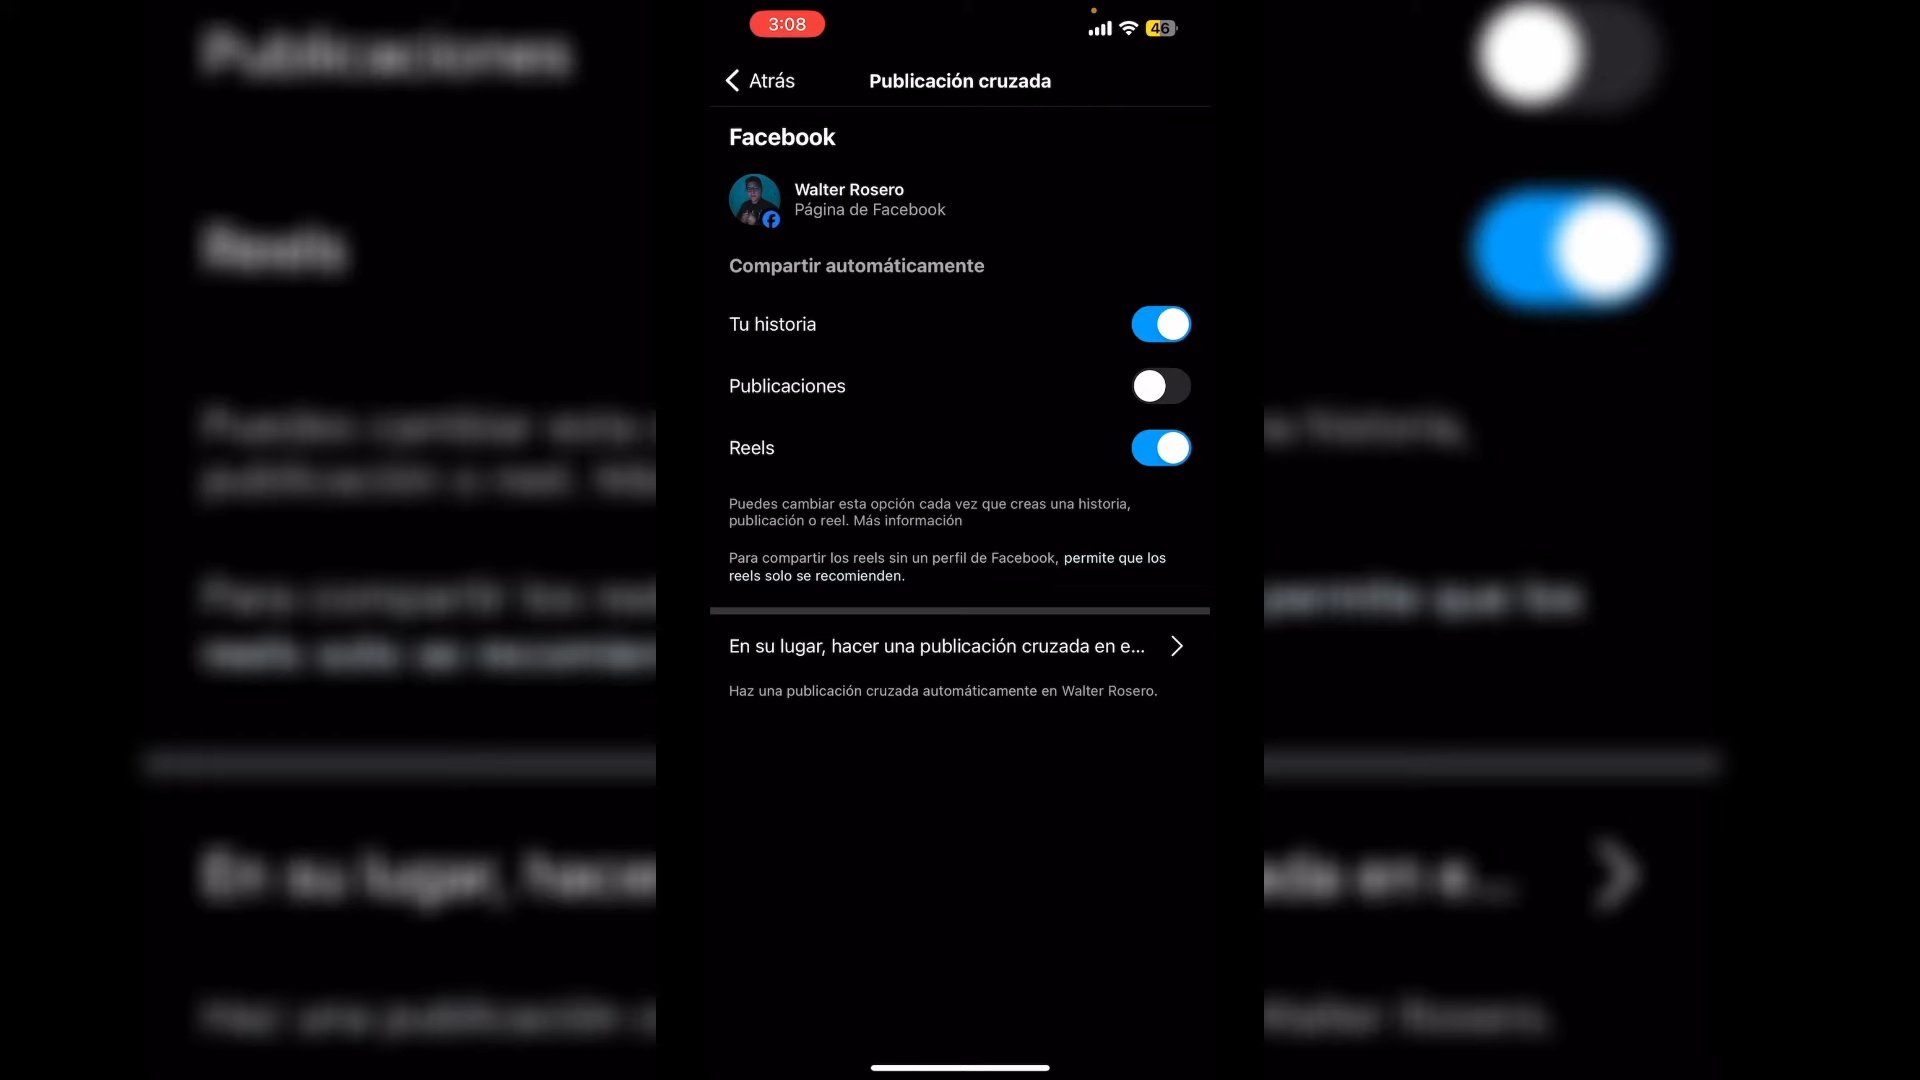 3:08
46
Atrás
Publicación cruzada
Facebook
Walter Rosero
Página de Facebook
Compartir automáticamente
Tu historia
Publicaciones
Reels
Puedes cambiar esta opción cada vez que creas una historia,
publicación o reel. Más información
Para compartir los reels sin un perfil de Facebook, permite que los
reels solo se recomienden.
En su lugar, hacer una publicación cruzada en e...
Haz una publicación cruzada automáticamente en Walter Rosero.